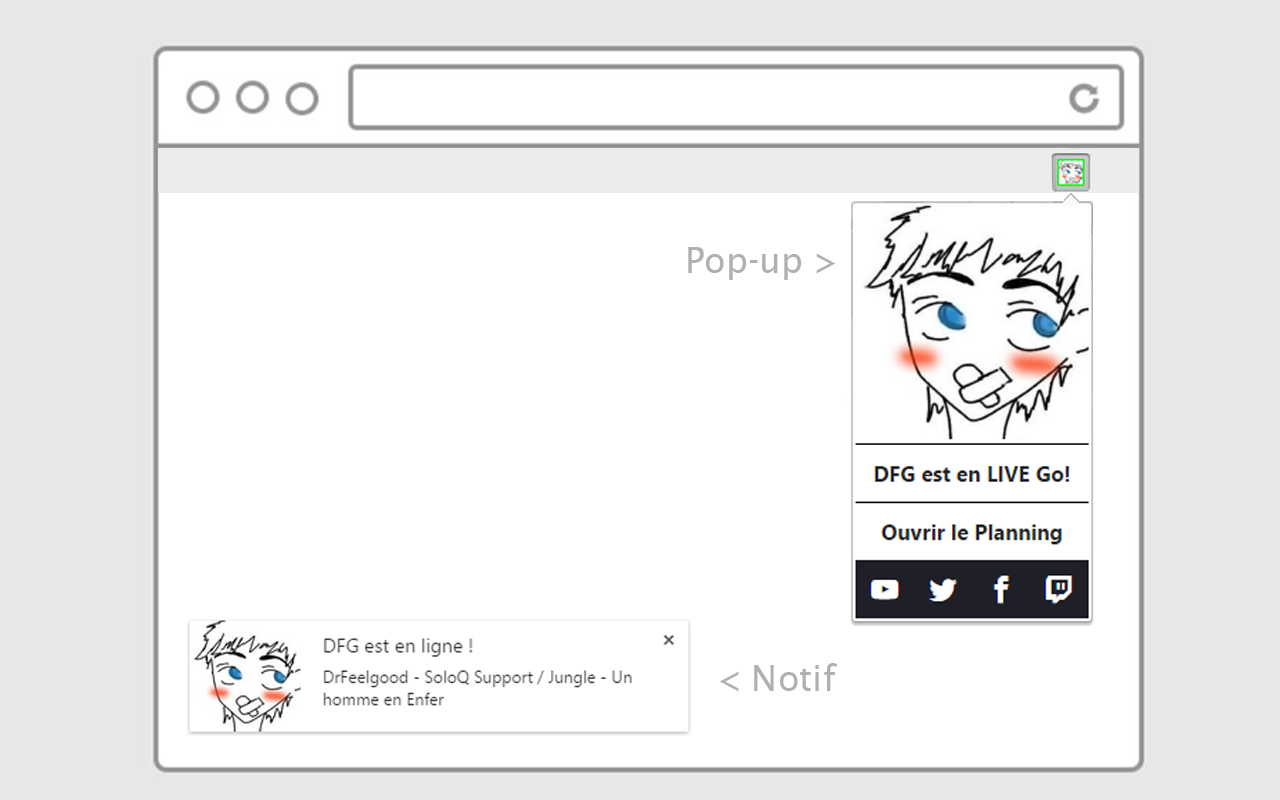 Pop-up >
DFG est en LIVE Go!
Ouvrir le Planning
DFG est en ligne !
DrFeelgood - SoloQ Support / Jungle - Un
homme en Enfer
< Notif